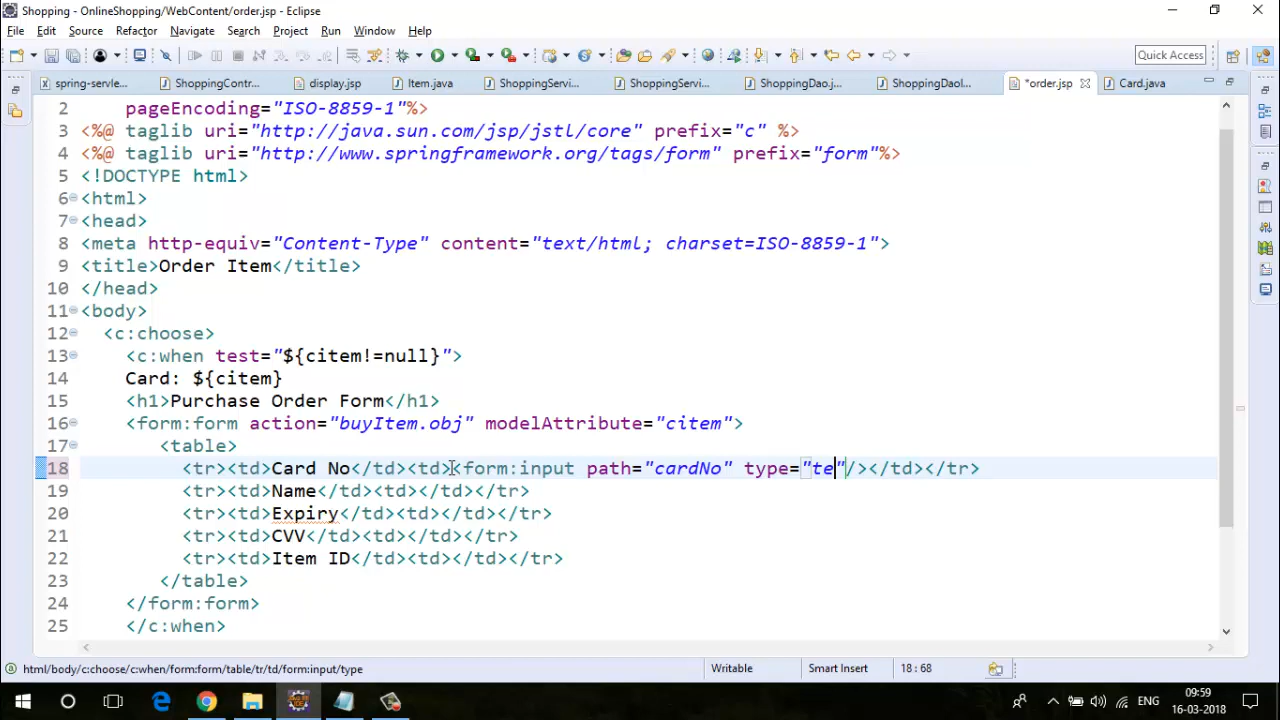 Shopping - OnlineShopping/WebContent/order.jsp - Eclipse
File Edit Source Refactor Navigate Search Project Run Window Help
Quick Access
spring-servle... ShoppingContr... display.jsp Item.java ShoppingServi... ShoppingServi... ShoppingDao.j... ShoppingDaoI... *order.jsp Card.java
2 pageEncoding="ISO-8859-1"%>
3 <%@ taglib uri="http://java.sun.com/jsp/jstl/core" prefix="c" %>
4 <%@ taglib uri="http://www.springframework.org/tags/form" prefix="form"%>
5 <!DOCTYPE html>
6 <html>
7 <head>
8 <meta http-equiv="Content-Type" content="text/html; charset=ISO-8859-1">
9 <title>Order Item</title>
10 </head>
11 <body>
12 <c:choose>
13 <c:when test="${citem!=null}">
14 Card: ${citem}
15 <h1>Purchase Order Form</h1>
16 <form:form action="buyItem.obj" modelAttribute="citem">
17 <table>
18 <tr><td>Card No</td><td><form:input path="cardNo" type="te"/></td></tr>
19 <tr><td>Name</td><td></td></tr>
20 <tr><td>Expiry</td><td></td></tr>
21 <tr><td>CVV</td><td></td></tr>
22 <tr><td>Item ID</td><td></td></tr>
23 </table>
24 </form:form>
25 </c:when>
html/body/c:choose/c:when/form:form/table/tr/td/form:input/type
Writable Smart Insert 18 : 68
ENG 09:59
16-03-2018